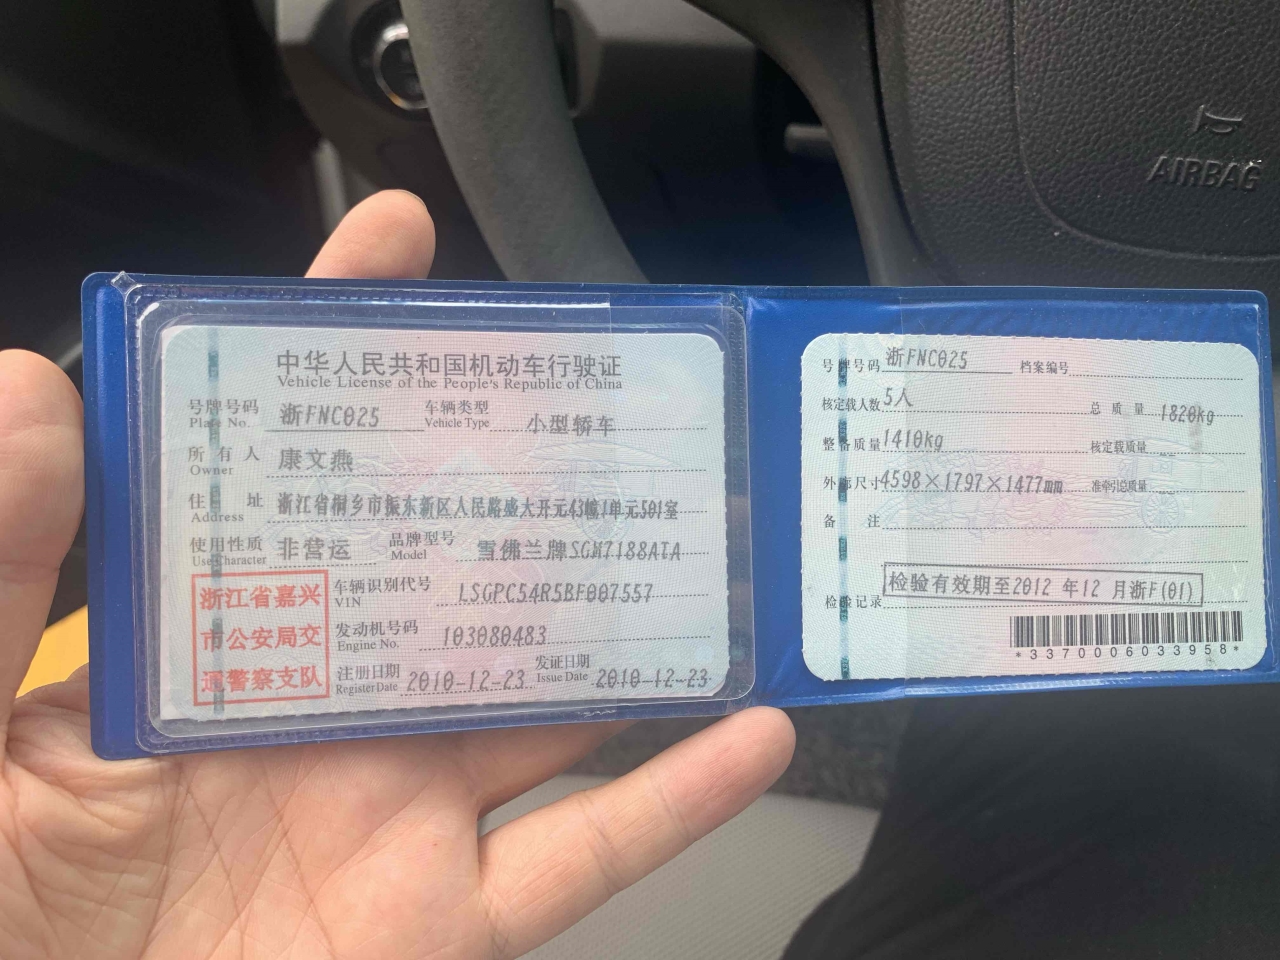 AIRBAG
中华人民共和国机动车行驶证
Vehicle License of the People's Republic of China
号牌号码 浙FNC025 车辆类型 小型轿车
Plate No. Vehicle Type
所有人 康文燕
Owner
住址 浙江省桐乡市振东新区人民路盛大开元43幢1单元501室
Address
使用性质 非营运 品牌型号 雪佛兰牌SGM7188ATA
Use Character Model
浙江省嘉兴
市公安局交
通警察支队
车辆识别代号 LSGPC54R5BF007557
VIN
发动机号码 103080483
Engine No.
注册日期 2010-12-23 发证日期 2010-12-23
Register Date Issue Date
号牌号码 浙FNC025 档案编号
核定载人数 5人 总质量 1820kg
整备质量 1410kg 核定载质量 --
外廓尺寸 4598×1797×1477mm 准牵引总质量 --
备注
检验记录 检验有效期至2012 年12 月浙F(01)
*3370006033958*